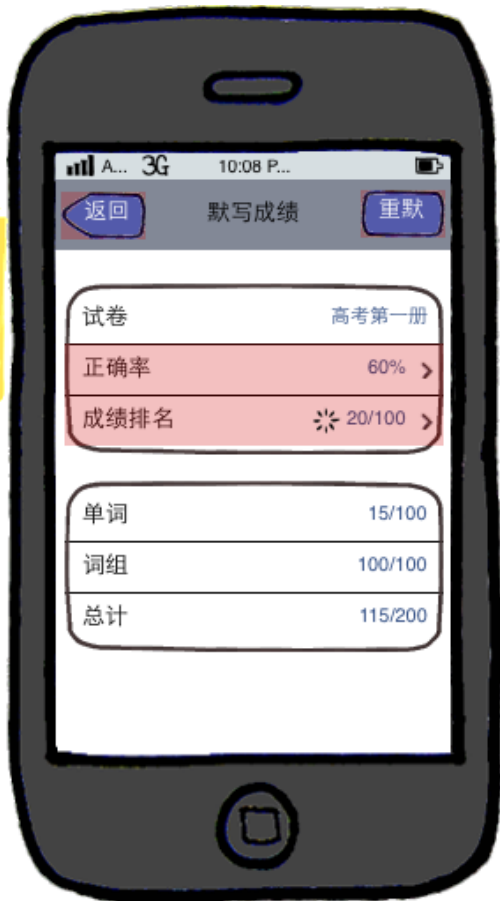 A... 3G 10:08 P...
返回 默写成绩 重默
试卷 高考第一册
正确率 60%
成绩排名 20/100
单词 15/100
词组 100/100
总计 115/200